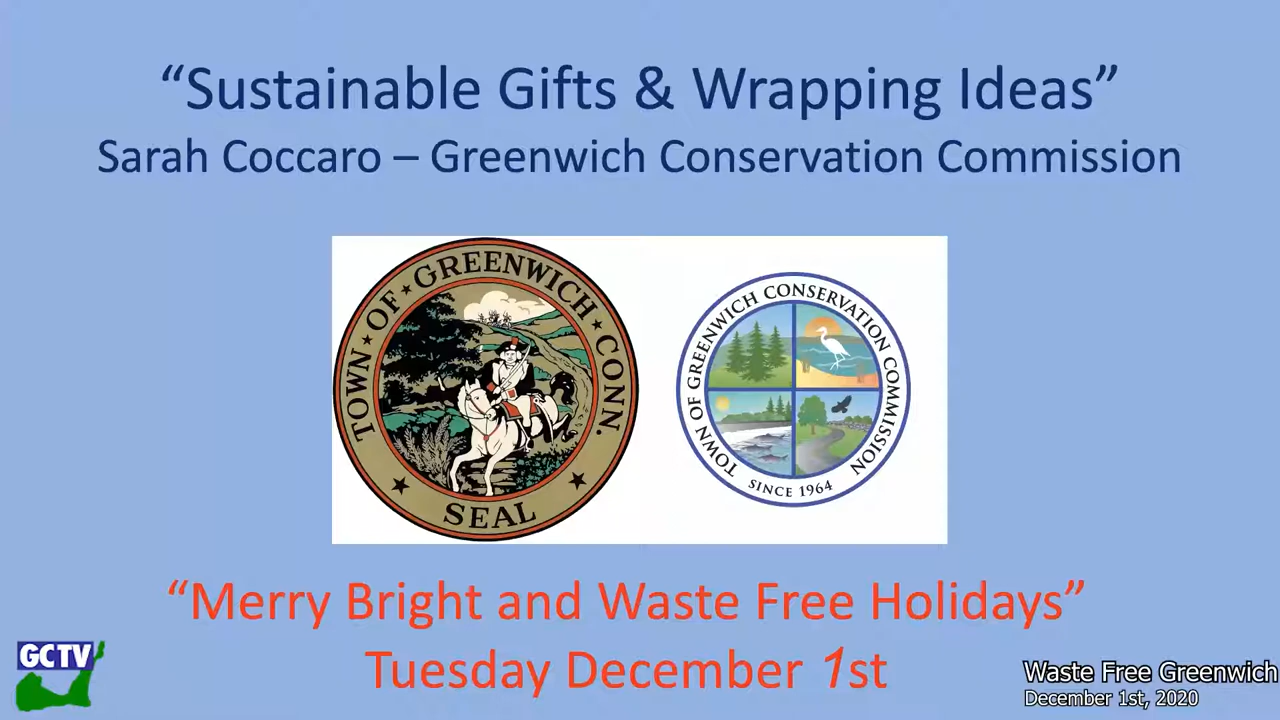 “Sustainable Gifts & Wrapping Ideas”
Sarah Coccaro – Greenwich Conservation Commission
TOWN OF GREENWICH CONN.
SEAL
TOWN OF GREENWICH CONSERVATION COMMISSION
SINCE 1964
“Merry Bright and Waste Free Holidays”
Tuesday December 1st
GCTV
Waste Free Greenwich
December 1st, 2020